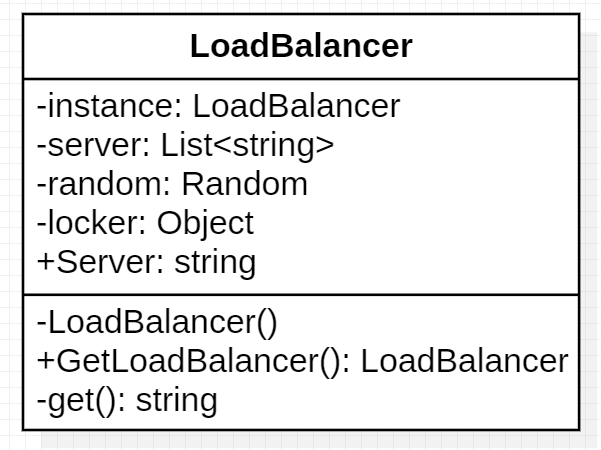 LoadBalancer
-instance: LoadBalancer
-server: List<string>
-random: Random
-locker: Object
+Server: string
-LoadBalancer()
+GetLoadBalancer(): LoadBalancer
-get(): string